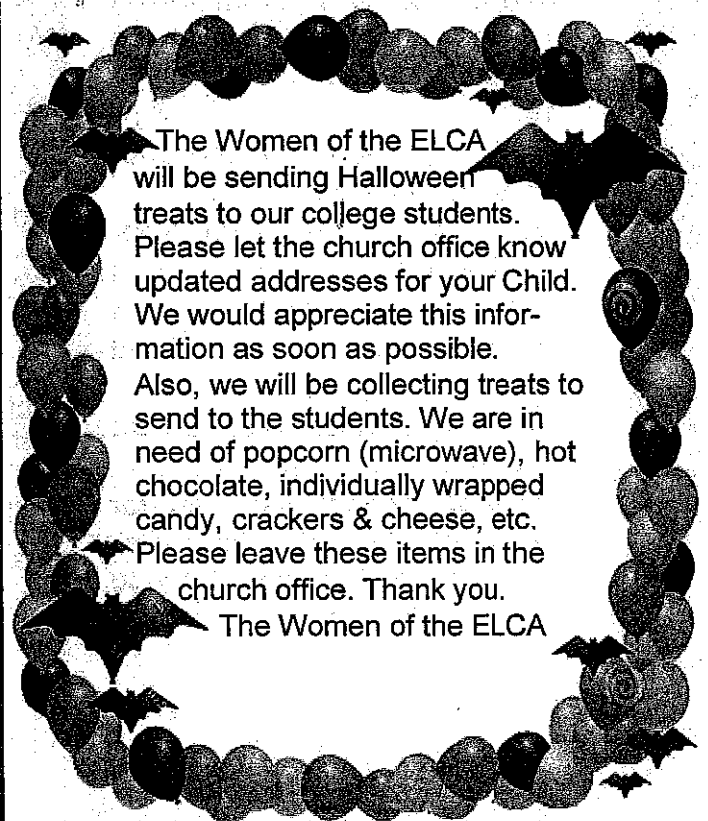 The Women of the ELCA
will be sending Halloween
treats to our college students.
Please let the church office know
updated addresses for your Child.
We would appreciate this infor-
mation as soon as possible.
Also, we will be collecting treats to
send to the students. We are in
need of popcorn (microwave), hot
chocolate, individually wrapped
candy, crackers & cheese, etc.
Please leave these items in the
church office. Thank you.
The Women of the ELCA